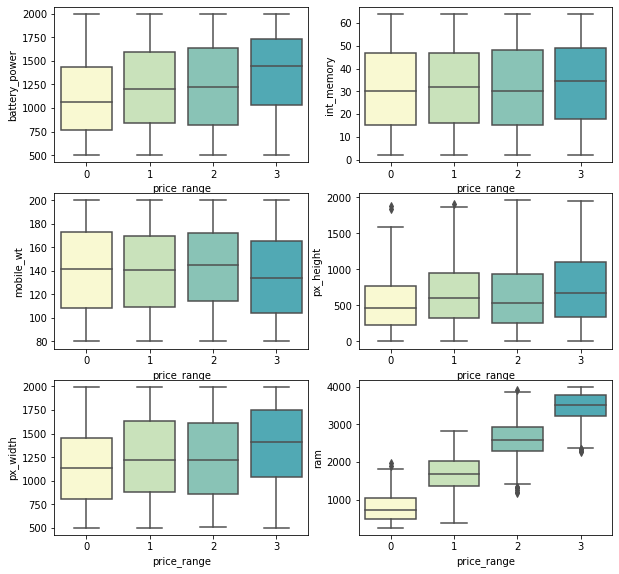 battery_power
2000
1750
1500
1250
1000
750
500
0 1 2 3
price_range
int_memory
60
50
40
30
20
10
0
0 1 2 3
price_range
mobile_wt
200
180
160
140
120
100
80
0 1 2 3
price_range
px_height
2000
1500
1000
500
0
0 1 2 3
price_range
px_width
2000
1750
1500
1250
1000
750
500
0 1 2 3
price_range
ram
4000
3000
2000
1000
0 1 2 3
price_range